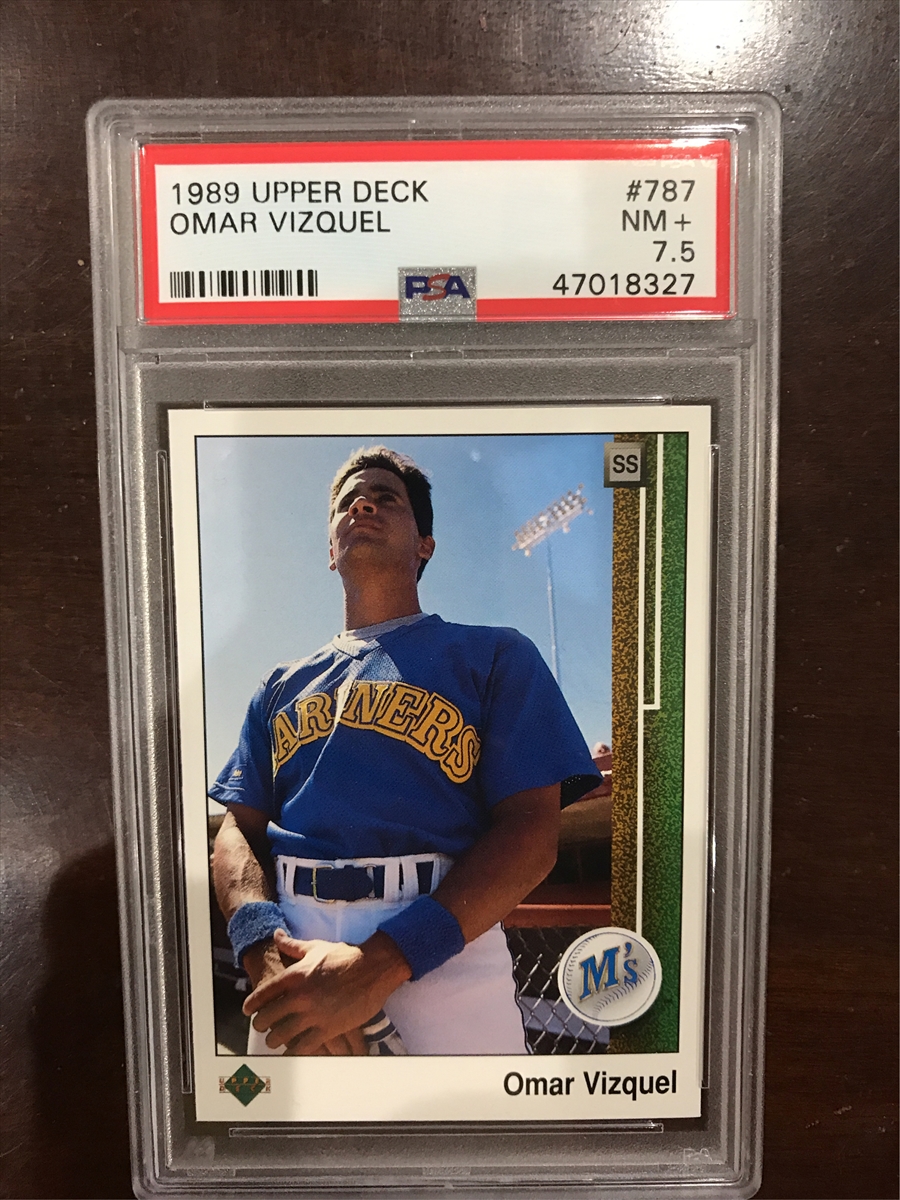 1989 UPPER DECK #787
OMAR VIZQUEL NM+
7.5
PSA 47018327
SS
ARINERS
M's
Omar Vizquel